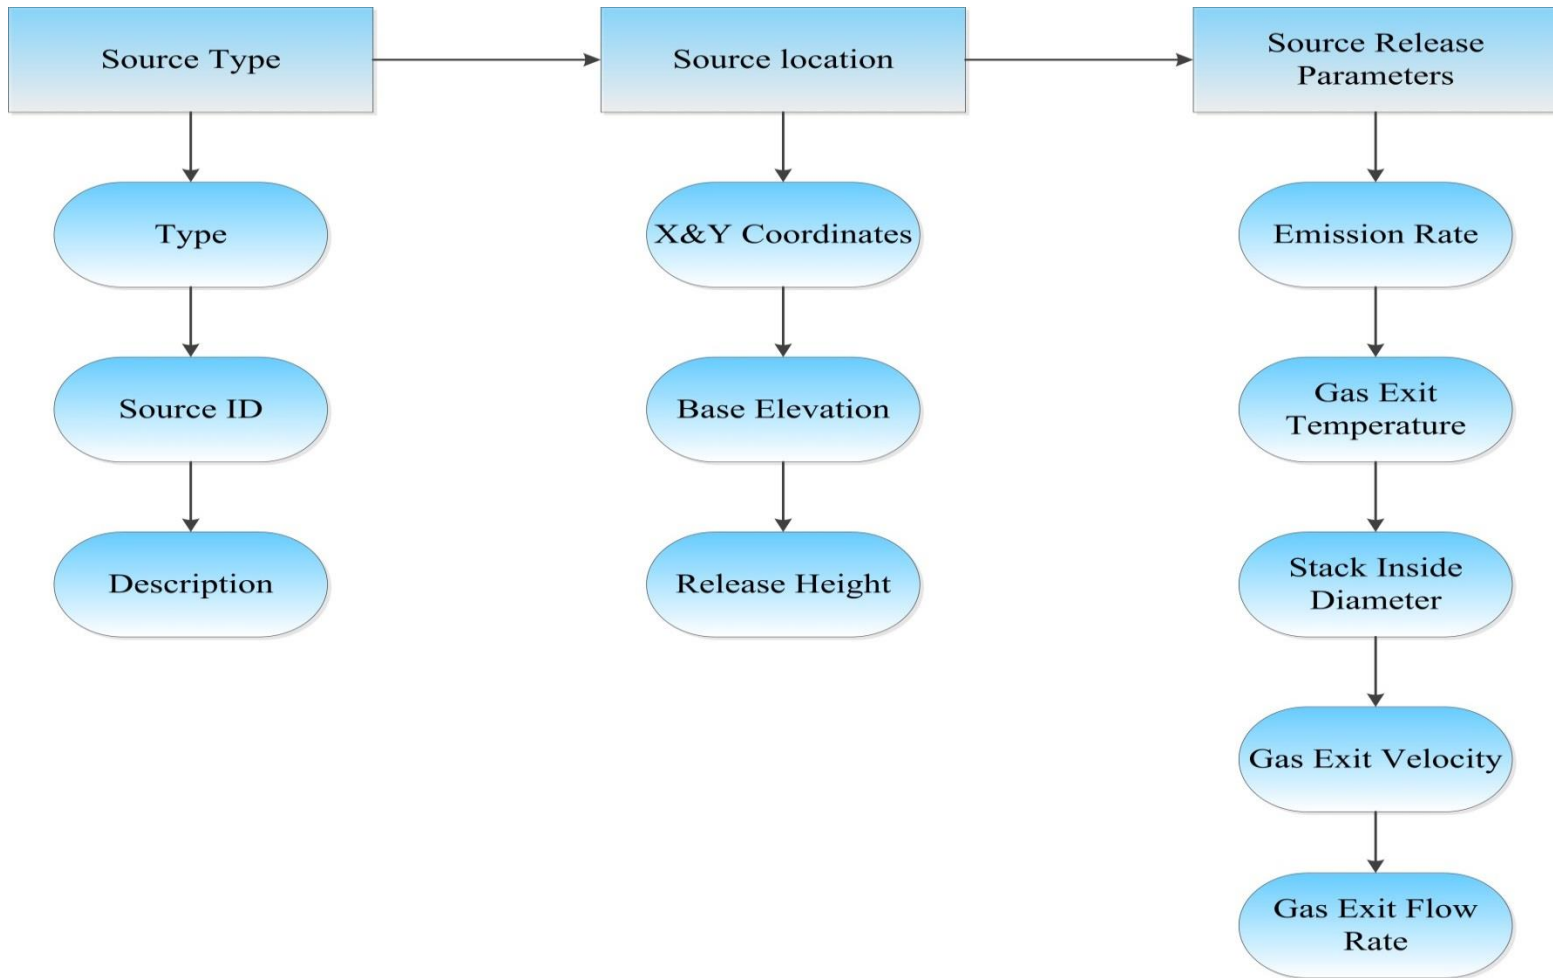 Source Type
Source location
Source Release
Parameters
Type
X&Y Coordinates
Emission Rate
Source ID
Base Elevation
Gas Exit
Temperature
Description
Release Height
Stack Inside
Diameter
Gas Exit Velocity
Gas Exit Flow
Rate